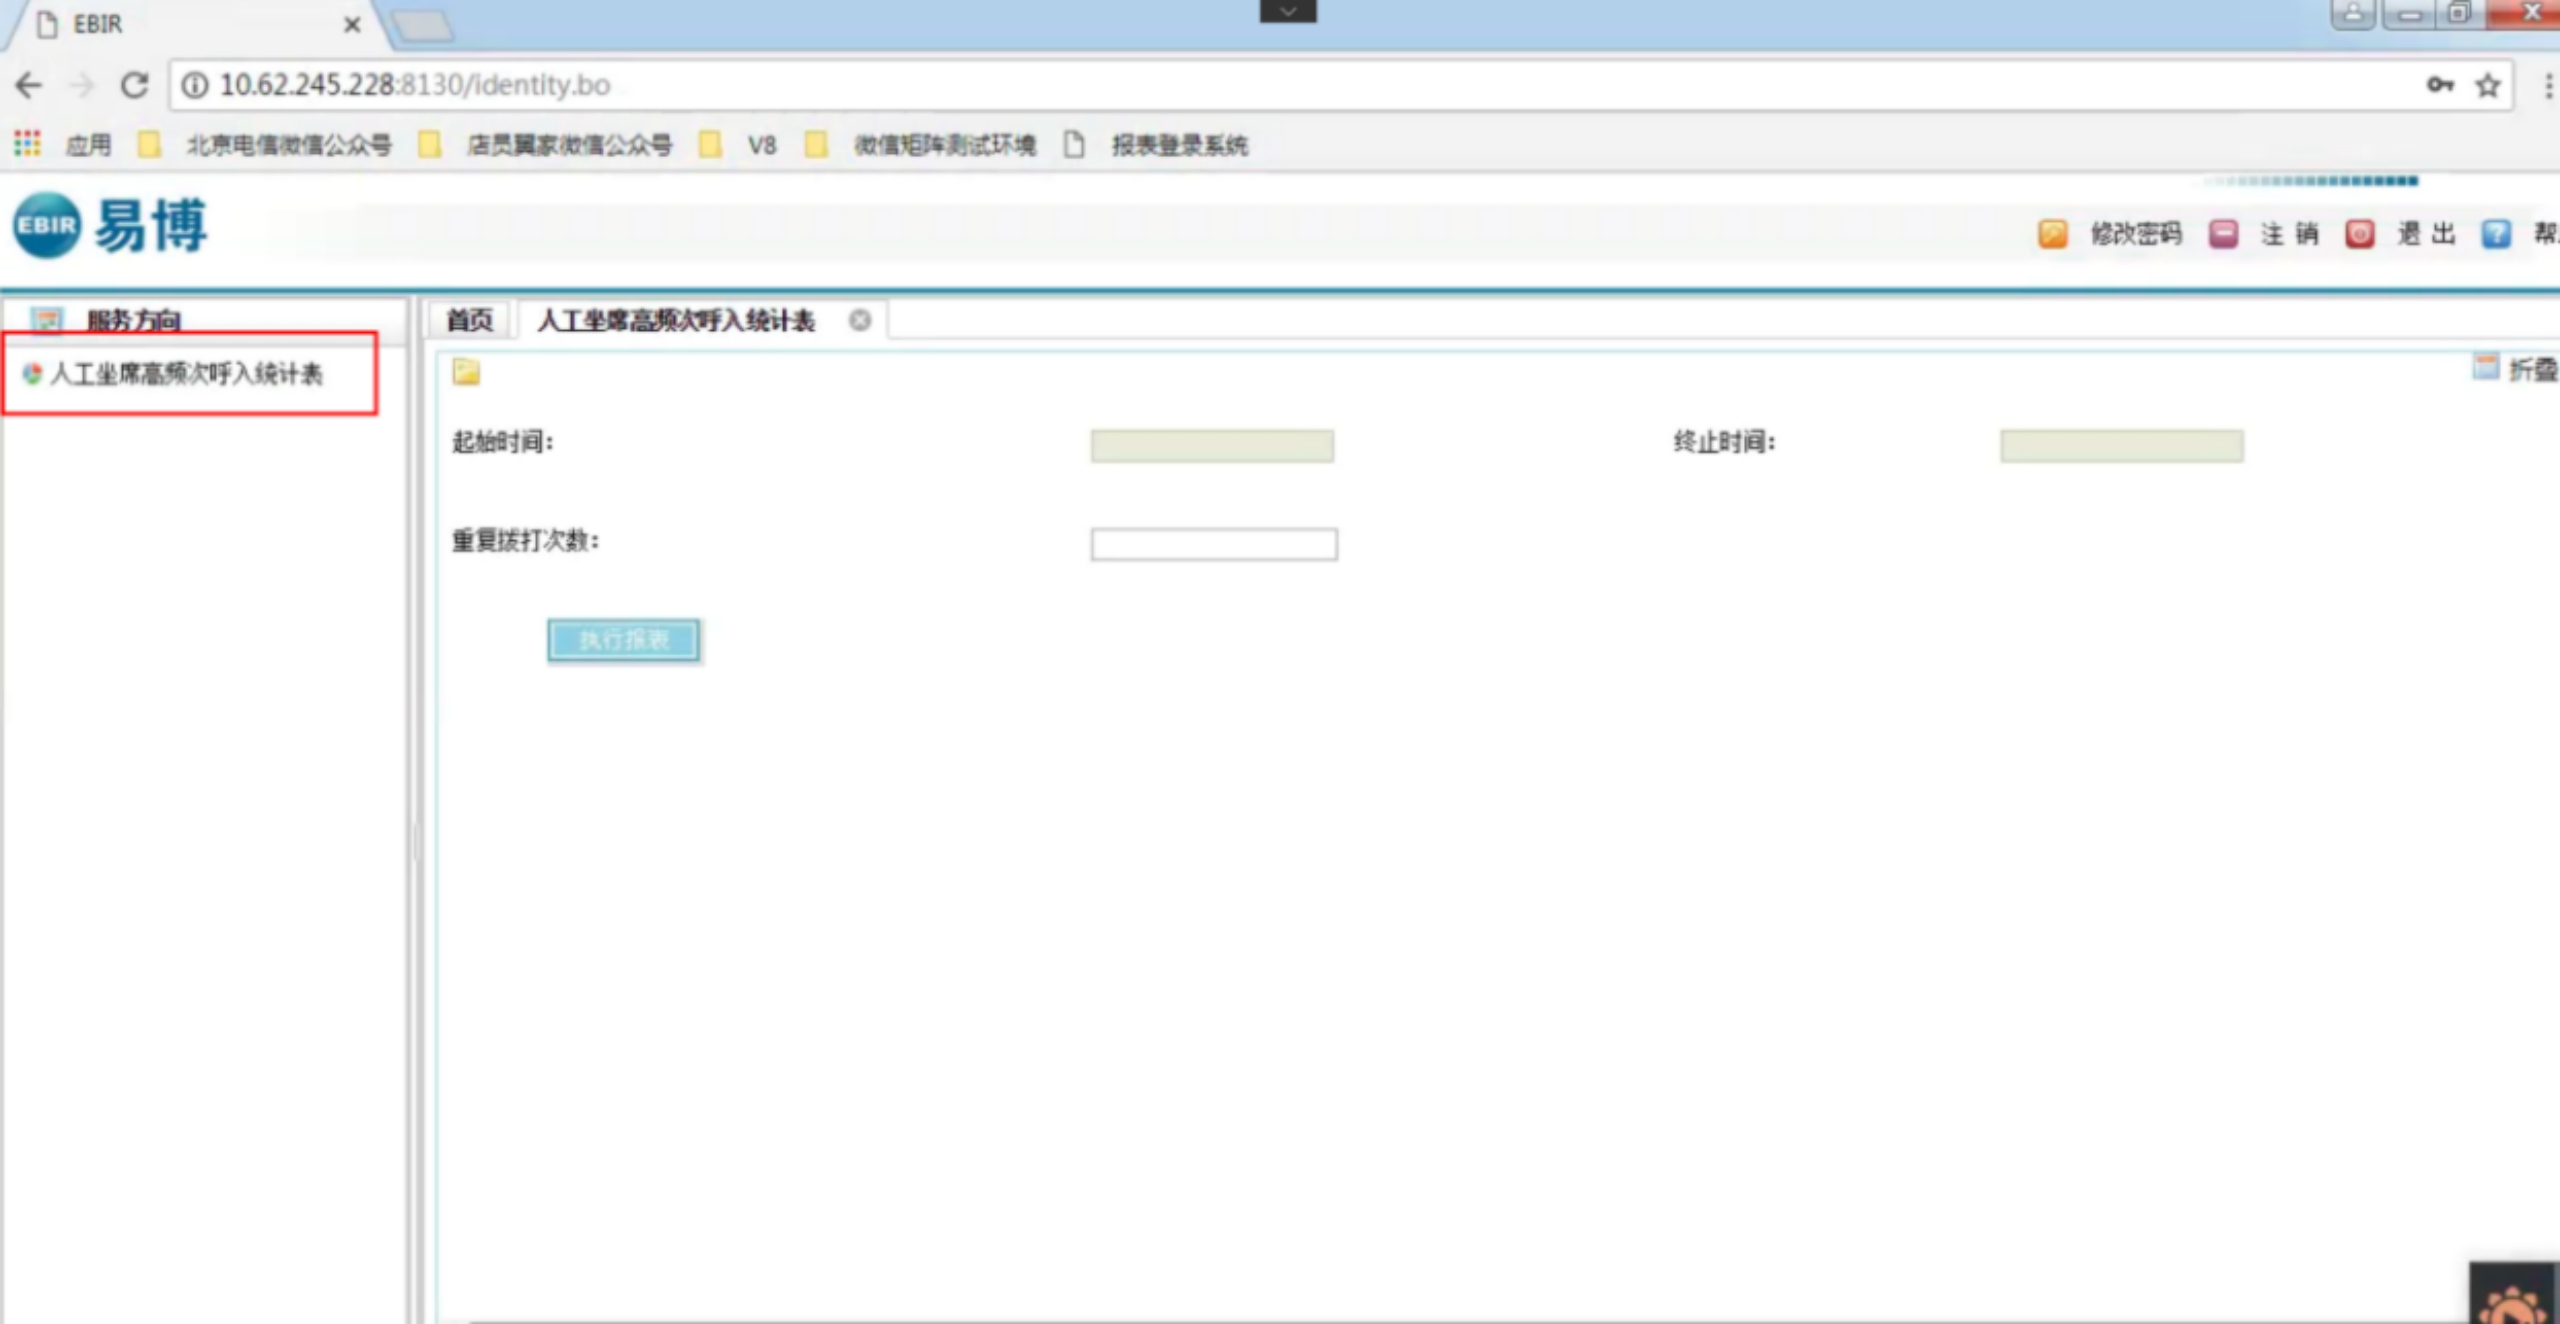 EBIR
10.62.245.228:8130/identity.bo
应用 北京电信微信公众号 店员翼家微信公众号 V8 微信矩阵测试环境 报表登录系统
EBIR 易博
修改密码 注 销 退 出 帮
服务方向
首页 人工坐席高频次呼入统计表
人工坐席高频次呼入统计表
折叠
起始时间: 终止时间:
重复拨打次数:
执行报表